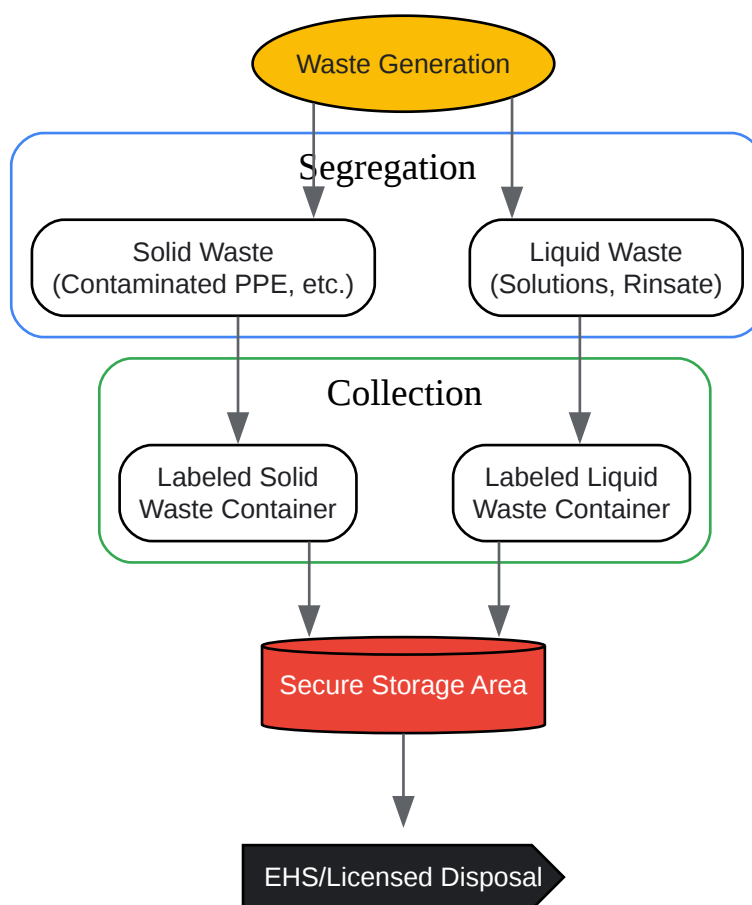 Waste Generation
Segregation
Solid Waste
(Contaminated PPE, etc.)
Liquid Waste
(Solutions, Rinsate)
Collection
Labeled Solid
Waste Container
Labeled Liquid
Waste Container
Secure Storage Area
EHS/Licensed Disposal